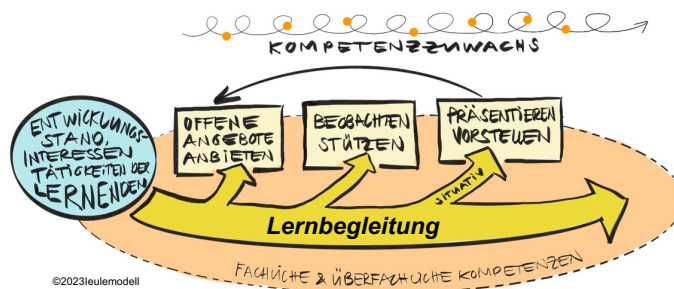 KOMPETENZZUWACHS
ENTWICKLUNGS-
STAND,
INTERESSEN
TÄTIGKEITEN DER
LERNENDEN
OFFENE
ANGEBOTE
ANBIETEN
BEOBACHTEN
STÜTZEN
PRÄSENTIEREN
VORSTELLEN
SITUATIV
Lernbegleitung
FACHLICHE & ÜBERFACHLICHE KOMPETENZEN
©2023leulemodell